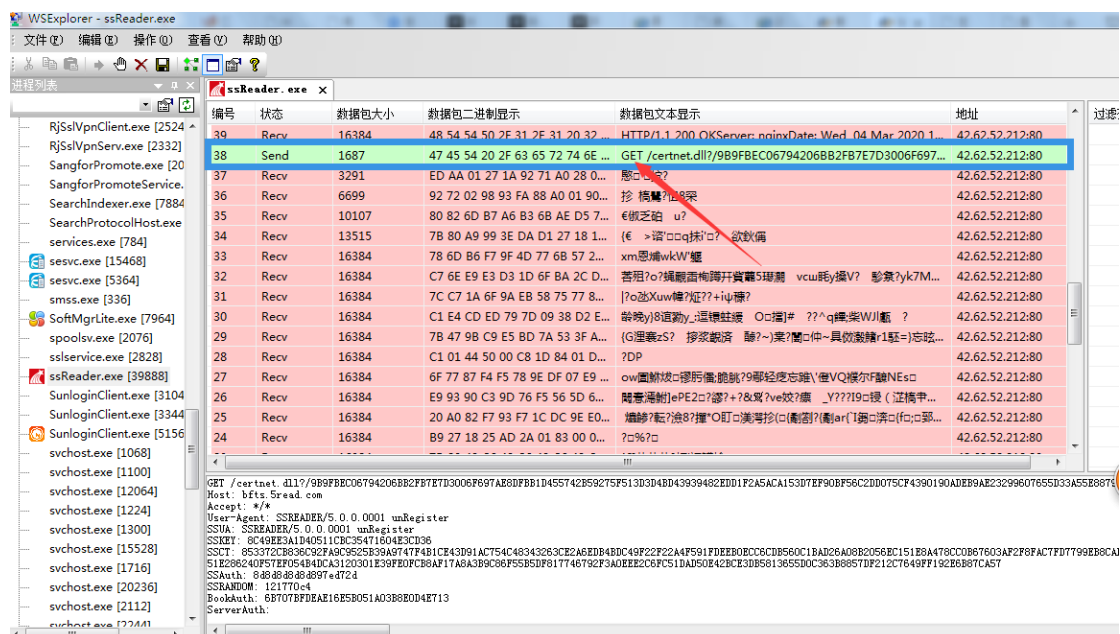 WSExplorer - ssReader.exe
文件(F) 编辑(E) 操作(O) 查看(V) 帮助(H)
进程列表
RjSslVpnClient.exe [2524
RjSslVpnServ.exe [2332]
SangforPromote.exe [20
SangforPromoteService.
SearchIndexer.exe [7884
SearchProtocolHost.exe
services.exe [784]
sesvc.exe [15468]
sesvc.exe [5364]
smss.exe [336]
SoftMgrLite.exe [7964]
spoolsv.exe [2076]
sslservice.exe [2828]
ssReader.exe [39888]
SunloginClient.exe [3104
SunloginClient.exe [3344
SunloginClient.exe [5156
svchost.exe [1068]
svchost.exe [1100]
svchost.exe [12064]
svchost.exe [1224]
svchost.exe [1300]
svchost.exe [15528]
svchost.exe [1716]
svchost.exe [20236]
svchost.exe [2112]
svchost.exe [2244]
ssReader.exe x
编号 状态 数据包大小 数据包二进制显示 数据包文本显示 地址 过滤
39 Recv 16384 48 54 54 50 2F 31 2E 31 20 32 ... HTTP/1.1 200 OKServer: nginxDate: Wed, 04 Mar 2020 1... 42.62.52.212:80
38 Send 1687 47 45 54 20 2F 63 65 72 74 6E ... GET /certnet.dll?/9B9FBEC06794206BB2FB7E7D3006F697... 42.62.52.212:80
37 Recv 3291 ED AA 01 27 1A 92 71 A0 28 0... 42.62.52.212:80
36 Recv 6699 92 72 02 98 93 FA 88 A0 01 90... 42.62.52.212:80
35 Recv 10107 80 82 6D B7 A6 B3 6B AE D5 7... 42.62.52.212:80
34 Recv 13515 7B 80 A9 99 3E DA D1 27 18 1... 42.62.52.212:80
33 Recv 16384 78 6D B6 F7 9F 4D 77 6B 57 2... 42.62.52.212:80
32 Recv 16384 C7 6E E9 E3 D3 1D 6F BA 2C D... 42.62.52.212:80
31 Recv 16384 7C C7 1A 6F 9A EB 58 75 77 8... 42.62.52.212:80
30 Recv 16384 C1 E4 CD ED 79 7D 09 38 D2 E... 42.62.52.212:80
29 Recv 16384 7B 47 9B C9 E5 BD 7A 53 3F A... 42.62.52.212:80
28 Recv 16384 C1 01 44 50 00 C8 1D 84 01 D... ?DP 42.62.52.212:80
27 Recv 16384 6F 77 87 F4 F5 78 9E DF 07 E9 ... 42.62.52.212:80
26 Recv 16384 E9 93 90 C3 9D 76 F5 56 5D 6... 42.62.52.212:80
25 Recv 16384 20 A0 82 F7 93 F7 1C DC 9E E0... 42.62.52.212:80
24 Recv 16384 B9 27 18 25 AD 2A 01 83 00 0... 42.62.52.212:80
GET /certnet.dll?/9B9FBEC06794206BB2FB7E7D3006F697AE8DFBB1D455742B59275F513D3D4BD43939482EDD1F2A5ACA153D7EF90BF56C2DD075CF4390190ADEB9AE23299607655D33A55E8879
Host: bfts.5read.com
Accept: */*
User-Agent: SSREADER/5.0.0.0001 unRegister
SSUA: SSREADER/5.0.0.0001 unRegister
SSKEY: 8C49EE3A1D40511CBC35471604E3CD36
SSCT: 853372CB836C92FA9C9525B39A9747F4B1CE43D91AC754C48343263CE2A6EDB4BDC49F22F22A4F591FDEEB0ECC6CDB560C1BAD26A08B2056EC151E8A478CC0B67603AF2F8FAC7FD7799EB8CA
51E286240F57EF054B4DCA3120301E39FE0FCB8AF17A8A3B9C86F55B5DF817746792F3A0EEE2C6FC51DAD50E42BCE3DB5813655D0C363B8857DF212C7649FF192E6B87CA57
SSAuth: 8d8d8d8d8d897ed72d
SSRANDOM: 121770c4
BookAuth: 6B707BFDEAE16E5B051A03B8E0D4E713
ServerAuth: